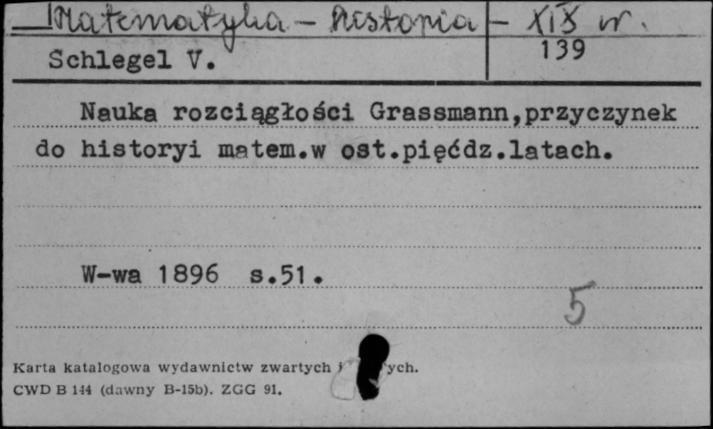 Matematyka - historia - XIX w.
Schlegel V.
139
Nauka rozciągłości Grassmann,przyczynek
do historyi matem.w ost.pięćdz.latach.
W-wa 1896 s.51.
5
Karta katalogowa wydawnictw zwartych i ych.
CWD B 144 (dawny B-15b). ZGG 91.